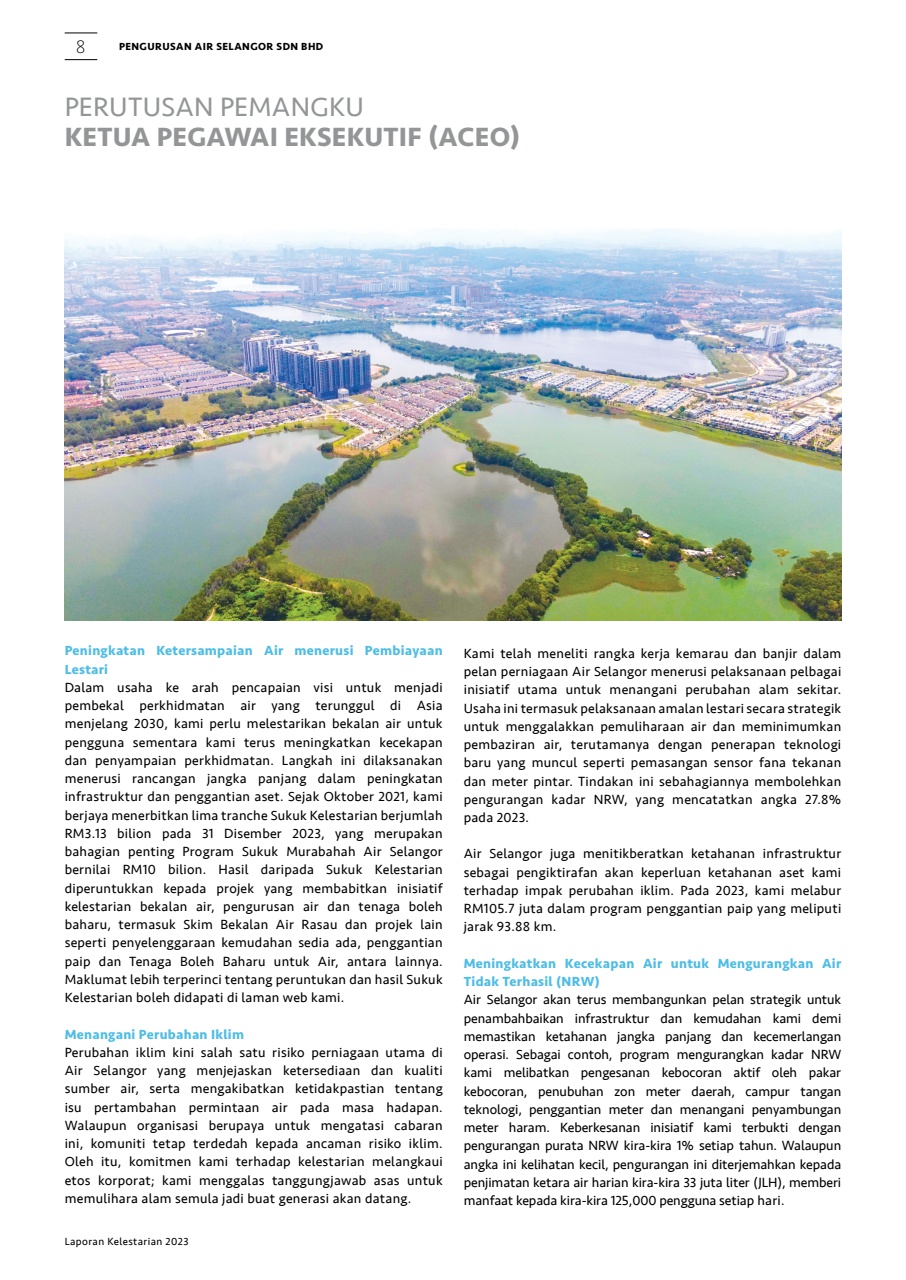 8
PENGURUSAN AIR SELANGOR SDN BHD
PERUTUSAN PEMANGKU
KETUA PEGAWAI EKSEKUTIF (ACEO)
Peningkatan Ketersampaian Air menerusi Pembiayaan
Lestari
Dalam usaha ke arah pencapaian visi untuk menjadi
pembekal perkhidmatan air yang terunggul di Asia
menjelang 2030, kami perlu melestarikan bekalan air untuk
pengguna sementara kami terus meningkatkan kecekapan
dan penyampaian perkhidmatan. Langkah ini dilaksanakan
menerusi rancangan jangka panjang dalam peningkatan
infrastruktur dan penggantian aset. Sejak Oktober 2021, kami
berjaya menerbitkan lima tranche Sukuk Kelestarian berjumlah
RM3.13 bilion pada 31 Disember 2023, yang merupakan
bahagian penting Program Sukuk Murabahah Air Selangor
bernilai RM10 bilion. Hasil daripada Sukuk Kelestarian
diperuntukkan kepada projek yang membabitkan inisiatif
kelestarian bekalan air, pengurusan air dan tenaga boleh
baharu, termasuk Skim Bekalan Air Rasau dan projek lain
seperti penyelenggaraan kemudahan sedia ada, penggantian
paip dan Tenaga Boleh Baharu untuk Air, antara lainnya.
Maklumat lebih terperinci tentang peruntukan dan hasil Sukuk
Kelestarian boleh didapati di laman web kami.
Menangani Perubahan Iklim
Perubahan iklim kini salah satu risiko perniagaan utama di
Air Selangor yang menjejaskan ketersediaan dan kualiti
sumber air, serta mengakibatkan ketidakpastian tentang
isu pertambahan permintaan air pada masa hadapan.
Walaupun organisasi berupaya untuk mengatasi cabaran
ini, komuniti tetap terdedah kepada ancaman risiko iklim.
Oleh itu, komitmen kami terhadap kelestarian melangkaui
etos korporat; kami menggalas tanggungjawab asas untuk
memulihara alam semula jadi buat generasi akan datang.
Kami telah meneliti rangka kerja kemarau dan banjir dalam
pelan perniagaan Air Selangor menerusi pelaksanaan pelbagai
inisiatif utama untuk menangani perubahan alam sekitar.
Usaha ini termasuk pelaksanaan amalan lestari secara strategik
untuk menggalakkan pemuliharaan air dan meminimumkan
pembaziran air, terutamanya dengan penerapan teknologi
baru yang muncul seperti pemasangan sensor fana tekanan
dan meter pintar. Tindakan ini sebahagiannya membolehkan
pengurangan kadar NRW, yang mencatatkan angka 27.8%
pada 2023.
Air Selangor juga menitikberatkan ketahanan infrastruktur
sebagai pengiktirafan akan keperluan ketahanan aset kami
terhadap impak perubahan iklim. Pada 2023, kami melabur
RM105.7 juta dalam program penggantian paip yang meliputi
jarak 93.88 km.
Meningkatkan Kecekapan Air untuk Mengurangkan Air
Tidak Terhasil (NRW)
Air Selangor akan terus membangunkan pelan strategik untuk
penambahbaikan infrastruktur dan kemudahan kami demi
memastikan ketahanan jangka panjang dan kecemerlangan
operasi. Sebagai contoh, program mengurangkan kadar NRW
kami melibatkan pengesanan kebocoran aktif oleh pakar
kebocoran, penubuhan zon meter daerah, campur tangan
teknologi, penggantian meter dan menangani penyambungan
meter haram. Keberkesanan inisiatif kami terbukti dengan
pengurangan purata NRW kira-kira 1% setiap tahun. Walaupun
angka ini kelihatan kecil, pengurangan ini diterjemahkan kepada
penjimatan ketara air harian kira-kira 33 juta liter (JLH), memberi
manfaat kepada kira-kira 125,000 pengguna setiap hari.
Laporan Kelestarian 2023